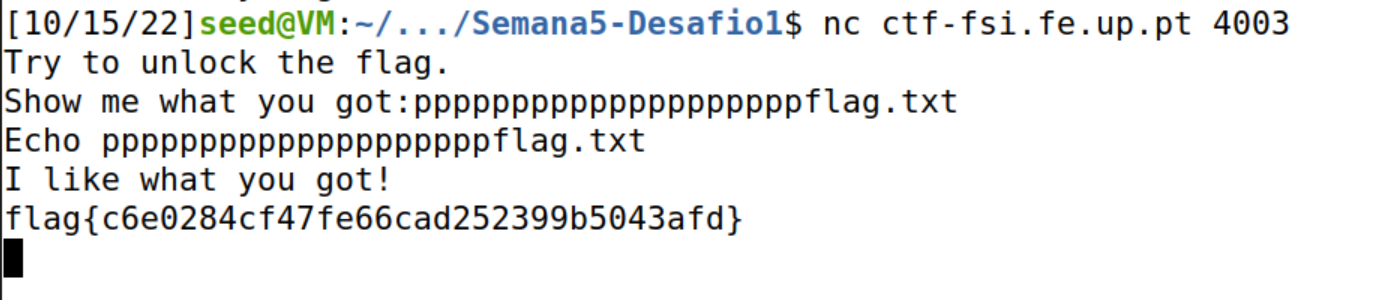 [10/15/22]seed@VM:~/.../Semana5-Desafio1$ nc ctf-fsi.fe.up.pt 4003
Try to unlock the flag.
Show me what you got:ppppppppppppppppppppflag.txt
Echo ppppppppppppppppppppflag.txt
I like what you got!
flag{c6e0284cf47fe66cad252399b5043afd}